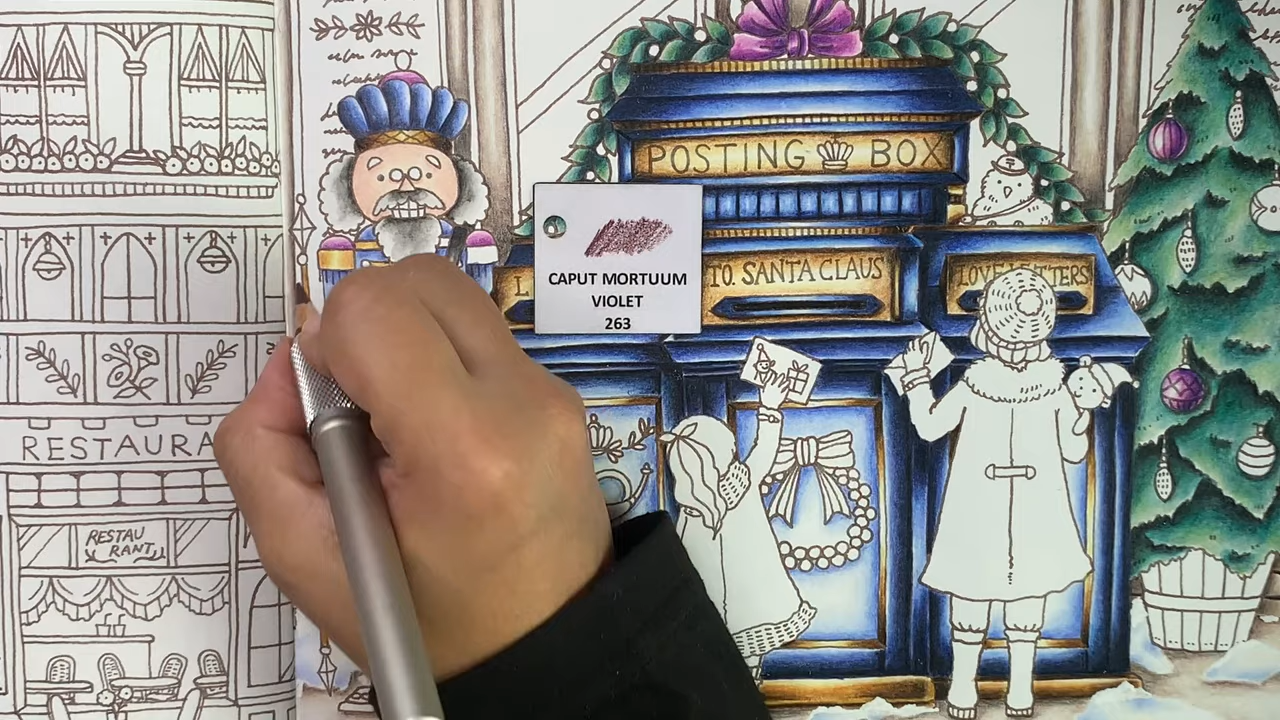 POSTING BOX
CAPUT MORTUUM
VIOLET
263
L
TO. SANTA CLAUS
LOVE LETTERS
RESTAURA
RESTAU
RANT